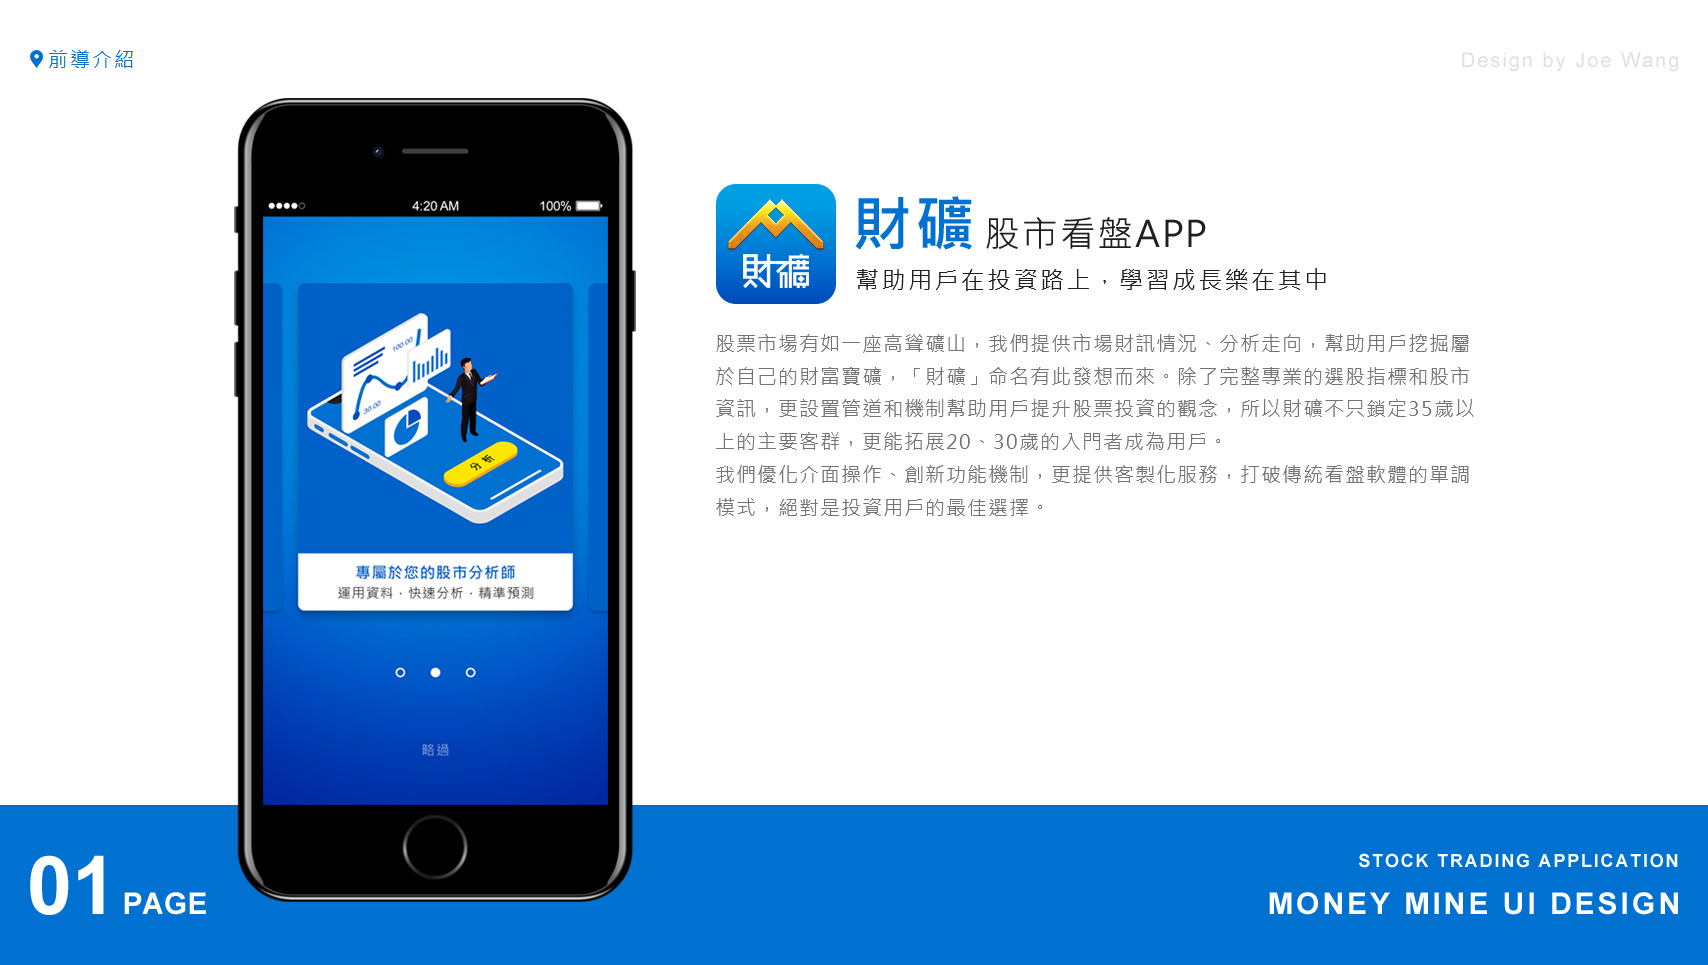 前導介紹
Design by Joe Wang
4:20 AM
100%
100.00
30.00
分析
專屬於您的股市分析師
運用資料．快速分析．精準預測
略過
財礦
財礦 股市看盤APP
幫助用戶在投資路上，學習成長樂在其中
股票市場有如一座高聳礦山，我們提供市場財訊情況、分析走向，幫助用戶挖掘屬
於自己的財富寶礦，「財礦」命名有此發想而來。除了完整專業的選股指標和股市
資訊，更設置管道和機制幫助用戶提升股票投資的觀念，所以財礦不只鎖定35歲以
上的主要客群，更能拓展20、30歲的入門者成為用戶。
我們優化介面操作、創新功能機制，更提供客製化服務，打破傳統看盤軟體的單調
模式，絕對是投資用戶的最佳選擇。
01 PAGE
STOCK TRADING APPLICATION
MONEY MINE UI DESIGN